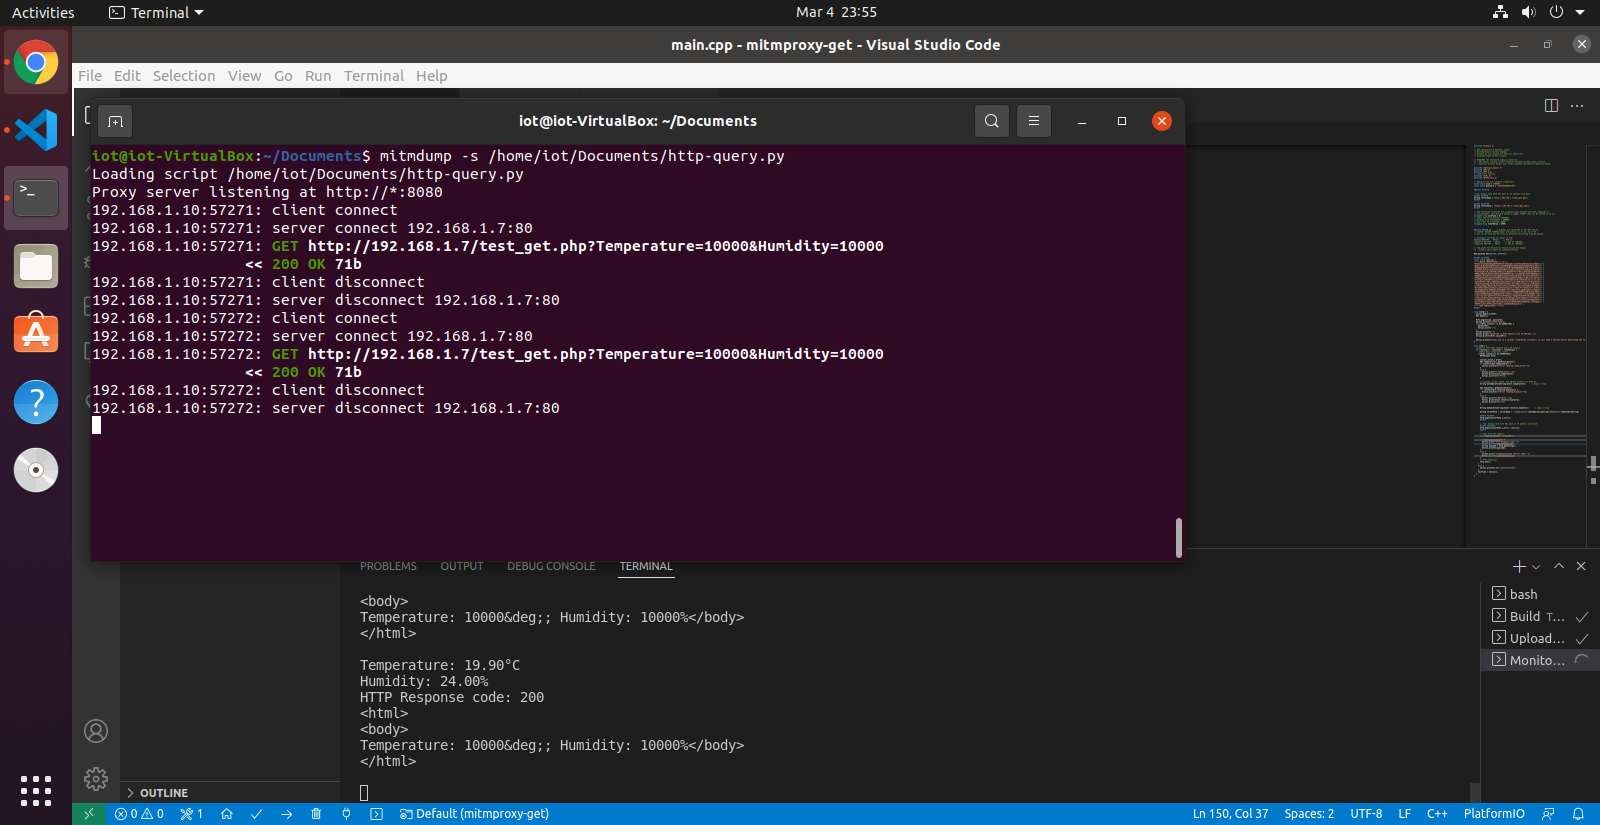 Activities
Terminal
Mar 4 23:55
main.cpp - mitmproxy-get - Visual Studio Code
File Edit Selection View Go Run Terminal Help
iot@iot-VirtualBox: ~/Documents
iot@iot-VirtualBox:~/Documents$ mitmdump -s /home/iot/Documents/http-query.py
Loading script /home/iot/Documents/http-query.py
Proxy server listening at http://*:8080
192.168.1.10:57271: client connect
192.168.1.10:57271: server connect 192.168.1.7:80
192.168.1.10:57271: GET http://192.168.1.7/test_get.php?Temperature=10000&Humidity=10000
<< 200 OK 71b
192.168.1.10:57271: client disconnect
192.168.1.10:57271: server disconnect 192.168.1.7:80
192.168.1.10:57272: client connect
192.168.1.10:57272: server connect 192.168.1.7:80
192.168.1.10:57272: GET http://192.168.1.7/test_get.php?Temperature=10000&Humidity=10000
<< 200 OK 71b
192.168.1.10:57272: client disconnect
192.168.1.10:57272: server disconnect 192.168.1.7:80
PROBLEMS OUTPUT DEBUG CONSOLE TERMINAL
<body>
Temperature: 10000&deg;; Humidity: 10000%</body>
</html>
Temperature: 19.90°C
Humidity: 24.00%
HTTP Response code: 200
<html>
<body>
Temperature: 10000&deg;; Humidity: 10000%</body>
</html>
bash
Build T...
Upload...
Monito...
OUTLINE
0 0 1 Default (mitmproxy-get) Ln 150, Col 37 Spaces: 2 UTF-8 LF C++ PlatformIO